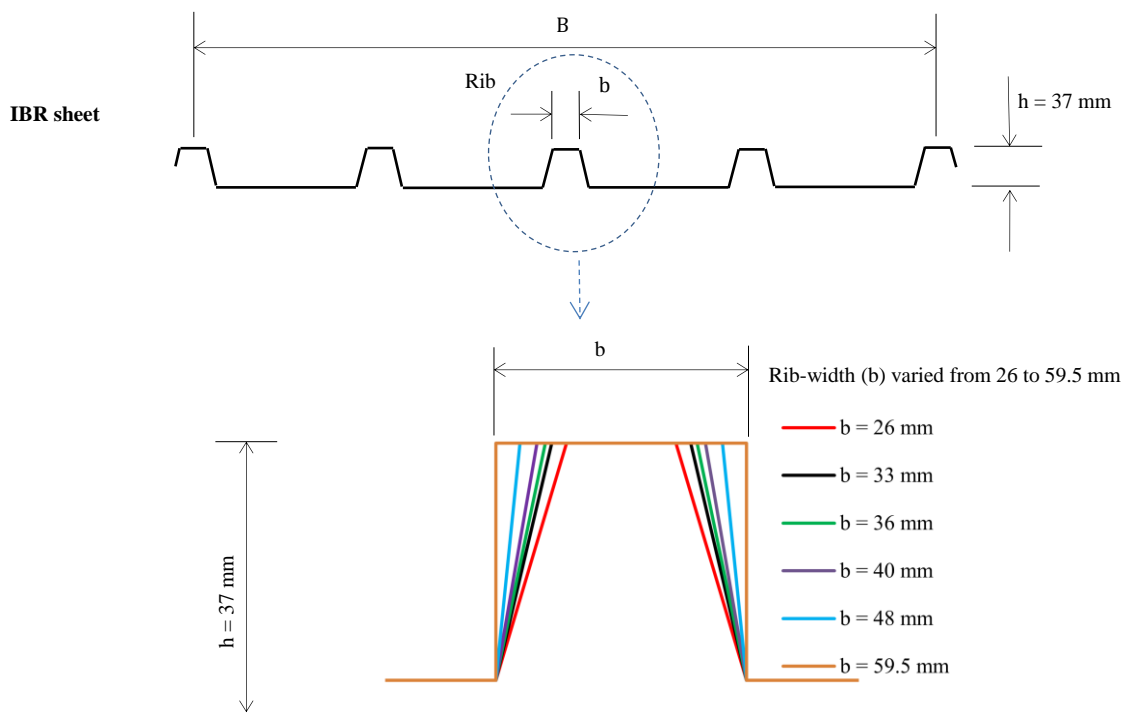 B
Rib
b
h = 37 mm
IBR sheet
b
Rib-width (b) varied from 26 to 59.5 mm
b = 26 mm
b = 33 mm
b = 36 mm
b = 40 mm
b = 48 mm
b = 59.5 mm
h = 37 mm